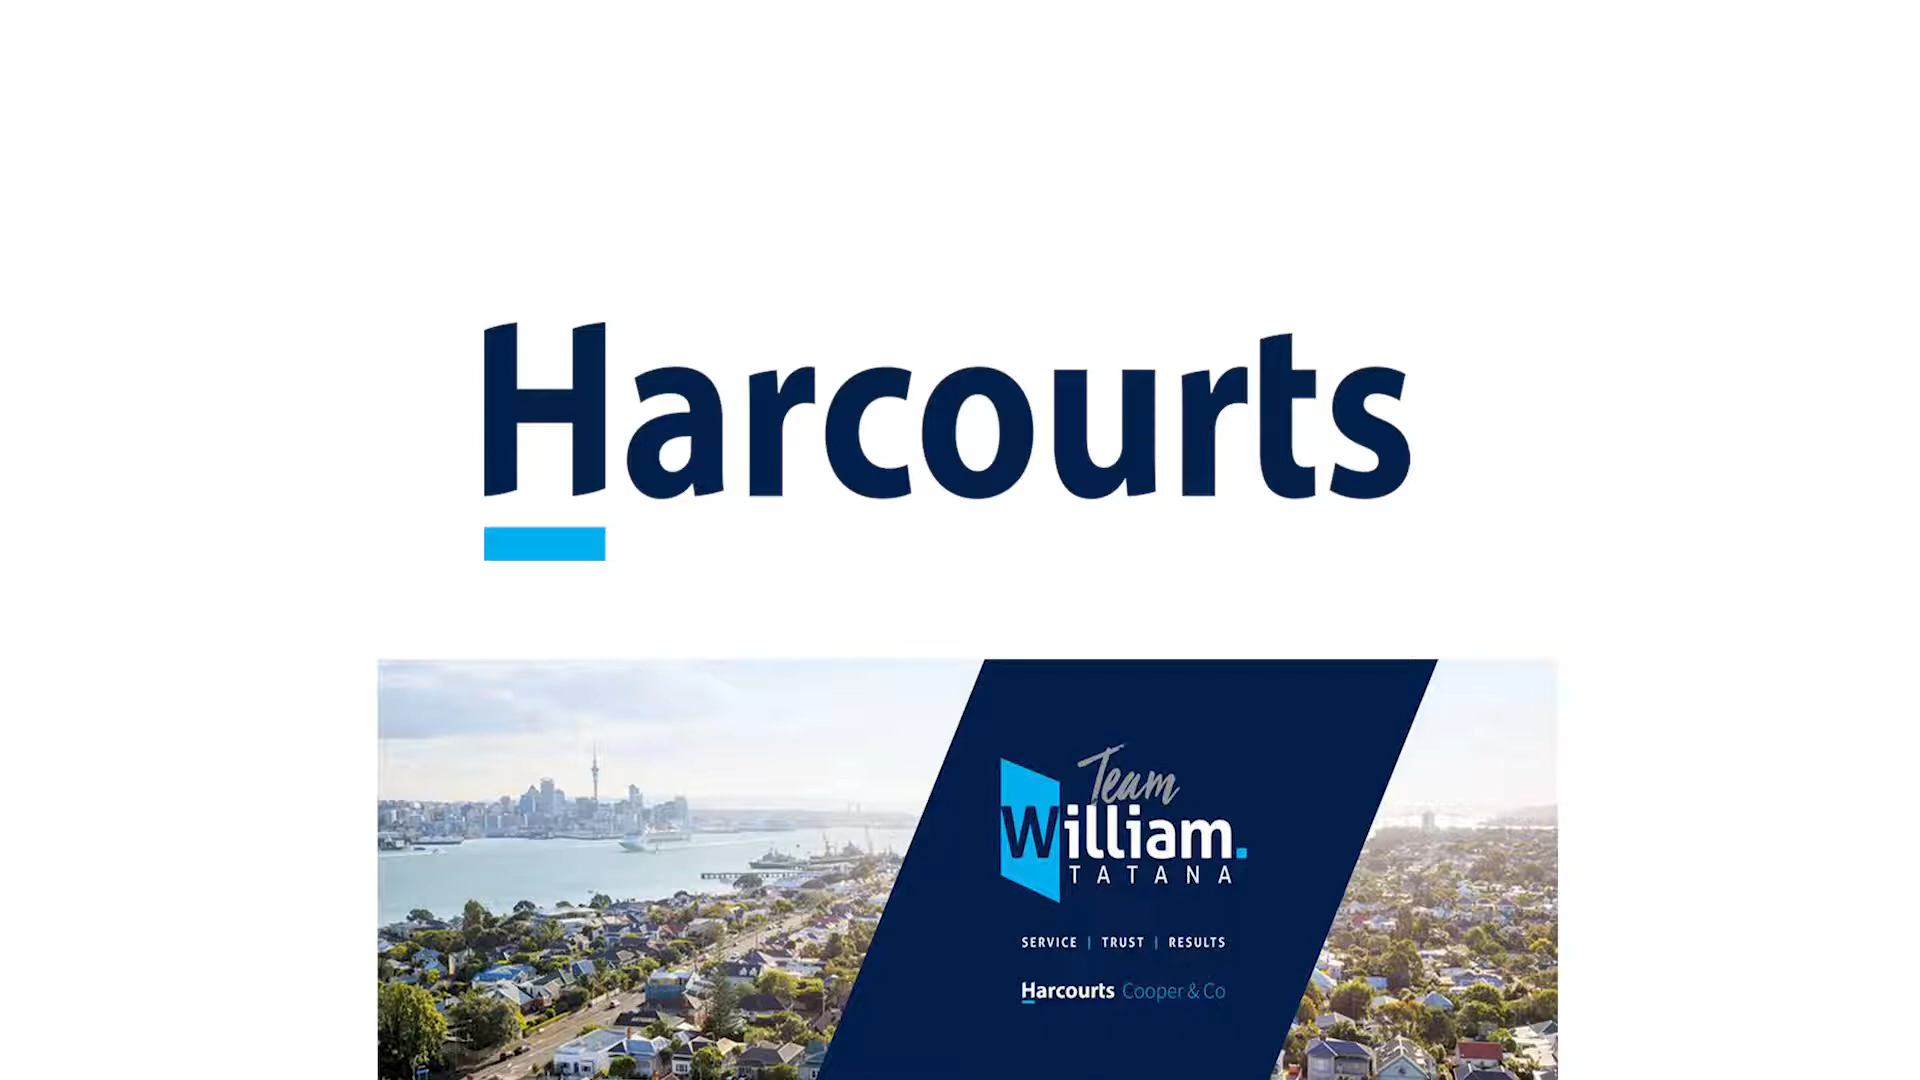 Harcourts
Team
William.
TATANA
SERVICE | TRUST | RESULTS
Harcourts Cooper & Co